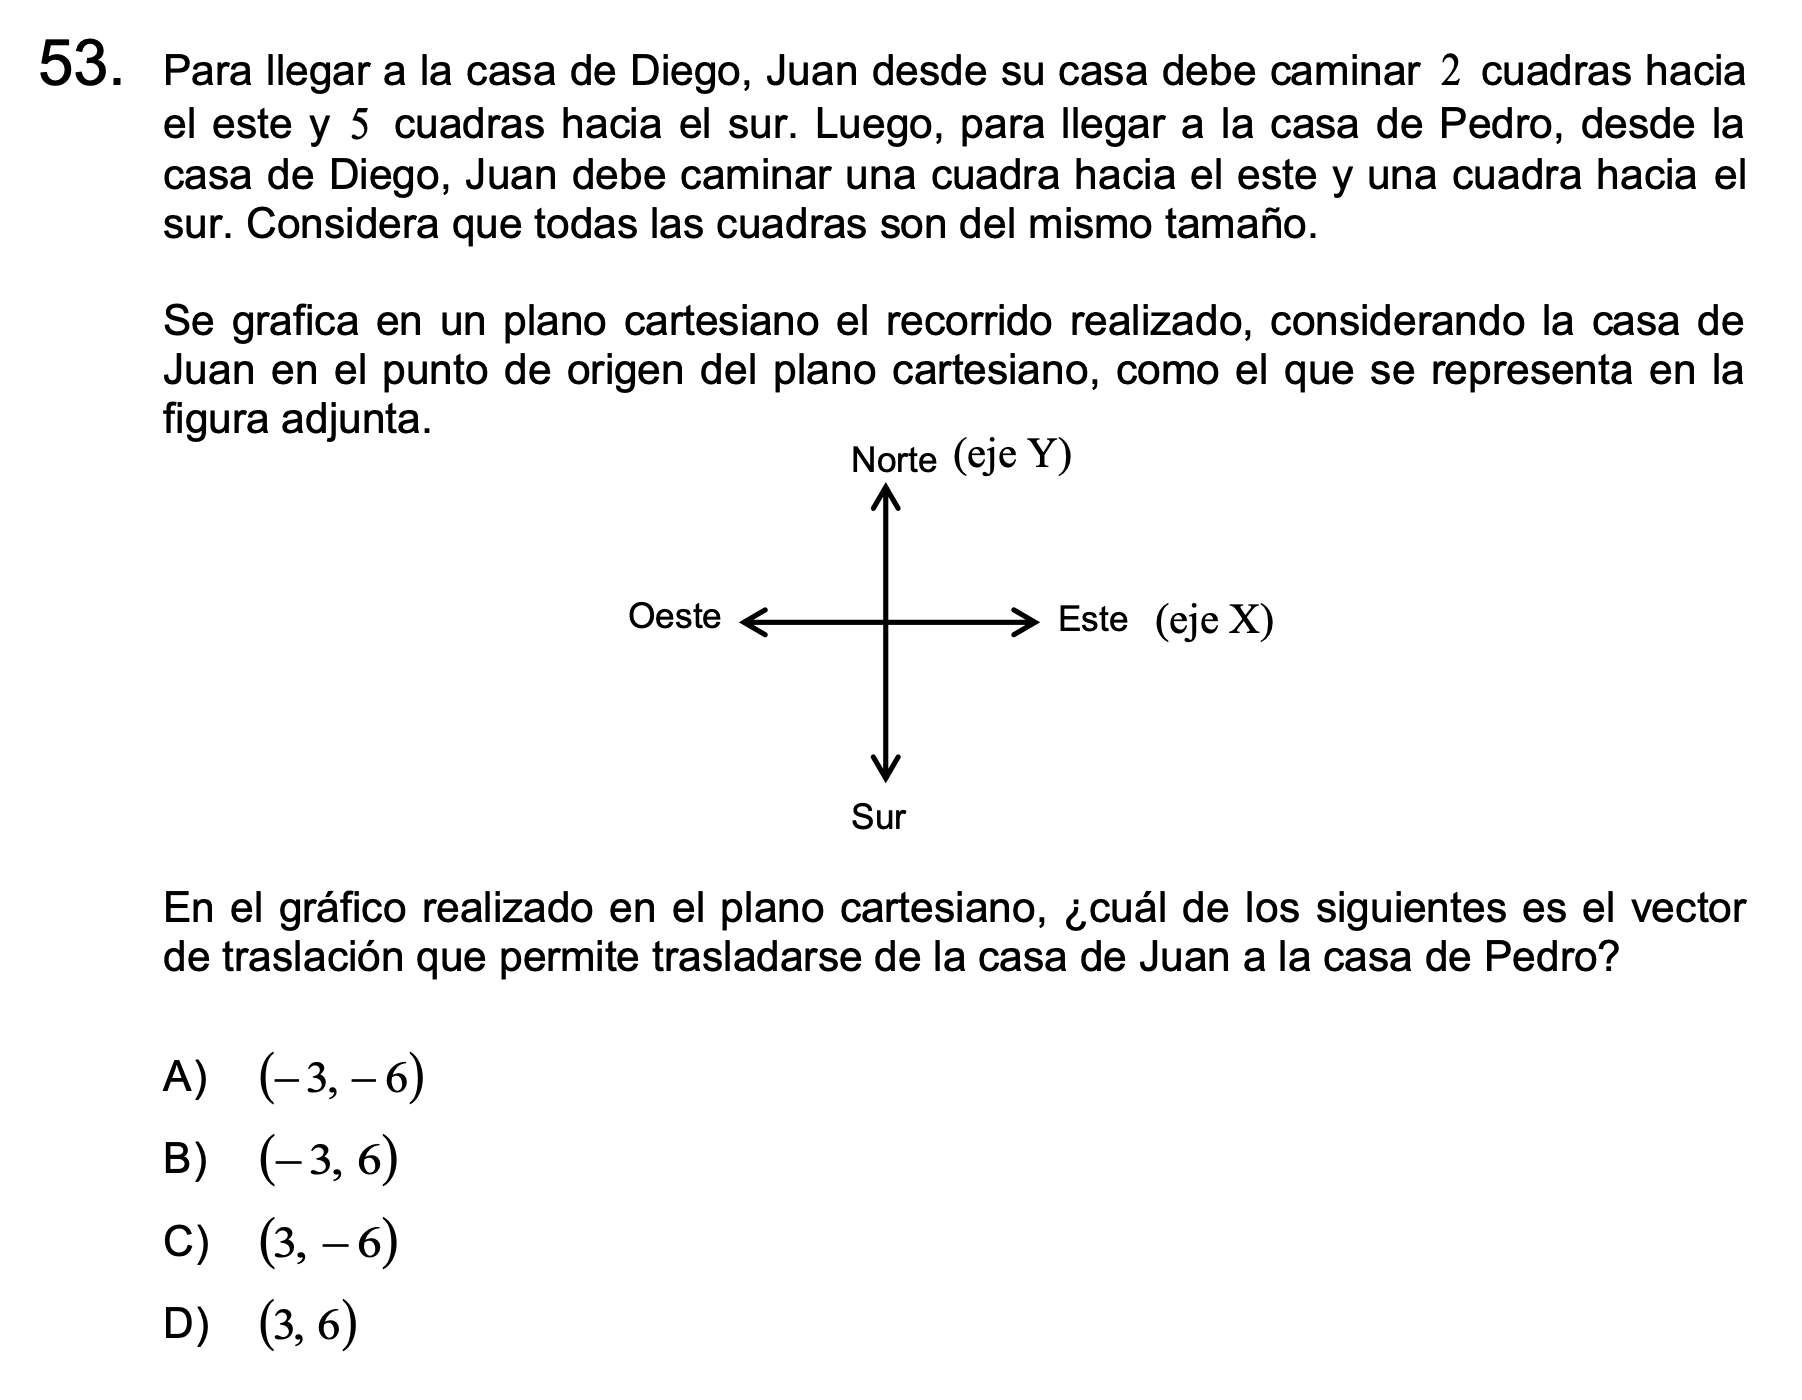 53. Para llegar a la casa de Diego, Juan desde su casa debe caminar 2 cuadras hacia
el este y 5 cuadras hacia el sur. Luego, para llegar a la casa de Pedro, desde la
casa de Diego, Juan debe caminar una cuadra hacia el este y una cuadra hacia el
sur. Considera que todas las cuadras son del mismo tamaño.
Se grafica en un plano cartesiano el recorrido realizado, considerando la casa de
Juan en el punto de origen del plano cartesiano, como el que se representa en la
figura adjunta.
Norte (eje Y)
Oeste
Este (eje X)
Sur
En el gráfico realizado en el plano cartesiano, ¿cuál de los siguientes es el vector
de traslación que permite trasladarse de la casa de Juan a la casa de Pedro?
A) (– 3, – 6)
B) (– 3, 6)
C) (3, – 6)
D) (3, 6)